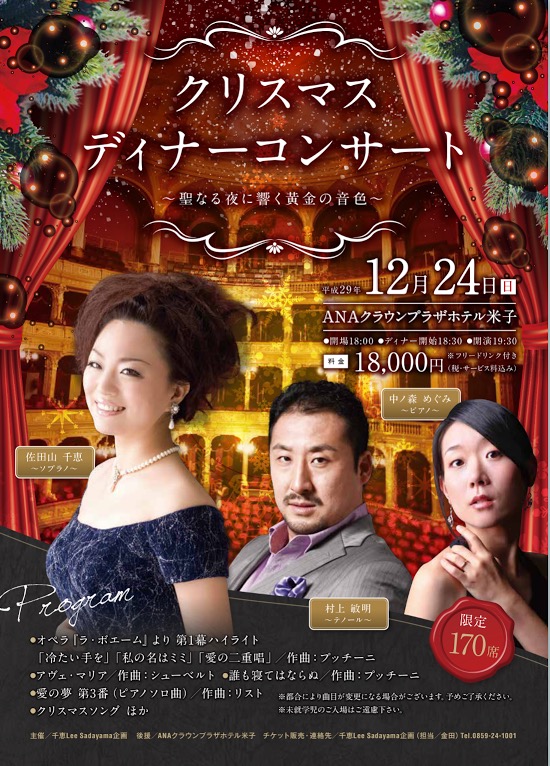 クリスマス
ディナーコンサート
～聖なる夜に響く黄金の音色～
平成29年 12月24日 日
ANAクラウンプラザホテル米子
●開場18:00 ●ディナー開始18:30 ●開演19:30
料金 18,000円 ※フリードリンク付き
(税・サービス料込み)
中ノ森 めぐみ
～ピアノ～
佐田山 千恵
～ソプラノ～
村上 敏明
～テノール～
Program
限定
170席
●オペラ『ラ・ボエーム』より 第1幕ハイライト
「冷たい手を」「私の名はミミ」「愛の二重唱」／作曲：プッチーニ
●アヴェ・マリア／作曲：シューベルト ●誰も寝てはならぬ／作曲：プッチーニ
●愛の夢 第3番（ピアノソロ曲）／作曲：リスト
●クリスマスソング ほか
※都合により曲目が変更になる場合がございます。予めご了承ください。
※未就学児のご入場はご遠慮下さい。
主催／千恵Lee Sadayama企画 後援／ANAクラウンプラザホテル米子 チケット販売・連絡先／千恵Lee Sadayama企画（担当／金田）Tel.0859-24-1001